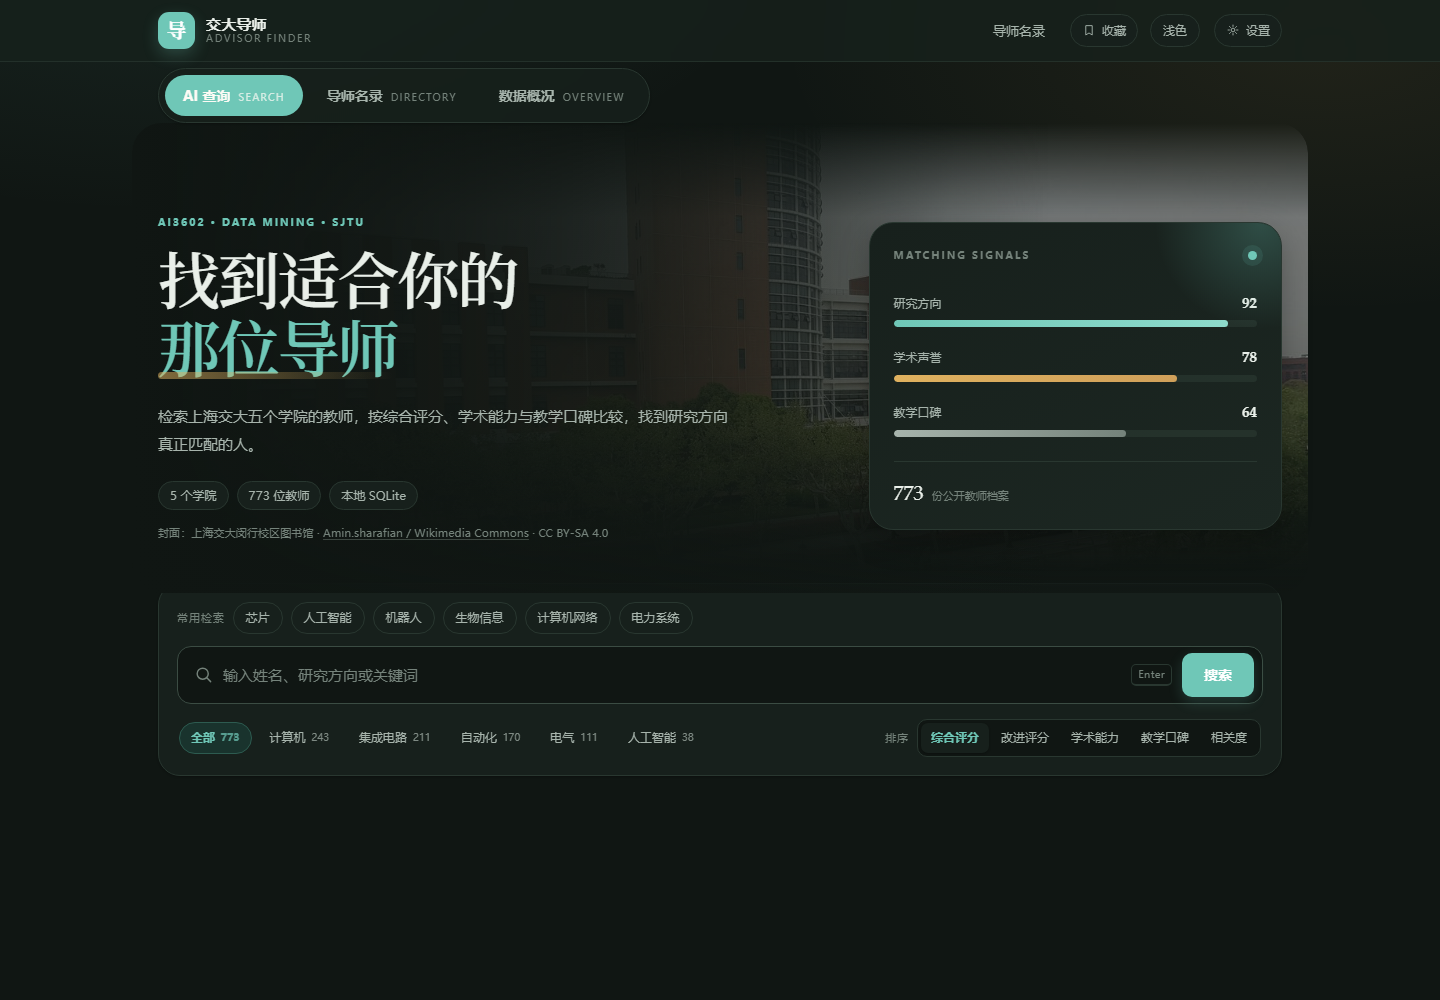 导
交大导师
ADVISOR FINDER
导师名录
收藏
浅色
设置
AI 查询 SEARCH
导师名录 DIRECTORY
数据概况 OVERVIEW
AI3602 • DATA MINING • SJTU
找到适合你的
那位导师
检索上海交大五个学院的教师，按综合评分、学术能力与教学口碑比较，找到研究方向
真正匹配的人。
5 个学院
773 位教师
本地 SQLite
封面：上海交大闵行校区图书馆 · Amin.sharafian / Wikimedia Commons · CC BY-SA 4.0
MATCHING SIGNALS
研究方向 92
学术声誉 78
教学口碑 64
773 份公开教师档案
常用检索 芯片 人工智能 机器人 生物信息 计算机网络 电力系统
输入姓名、研究方向或关键词
Enter
搜索
全部 773 计算机 243 集成电路 211 自动化 170 电气 111 人工智能 38
排序 综合评分 改进评分 学术能力 教学口碑 相关度